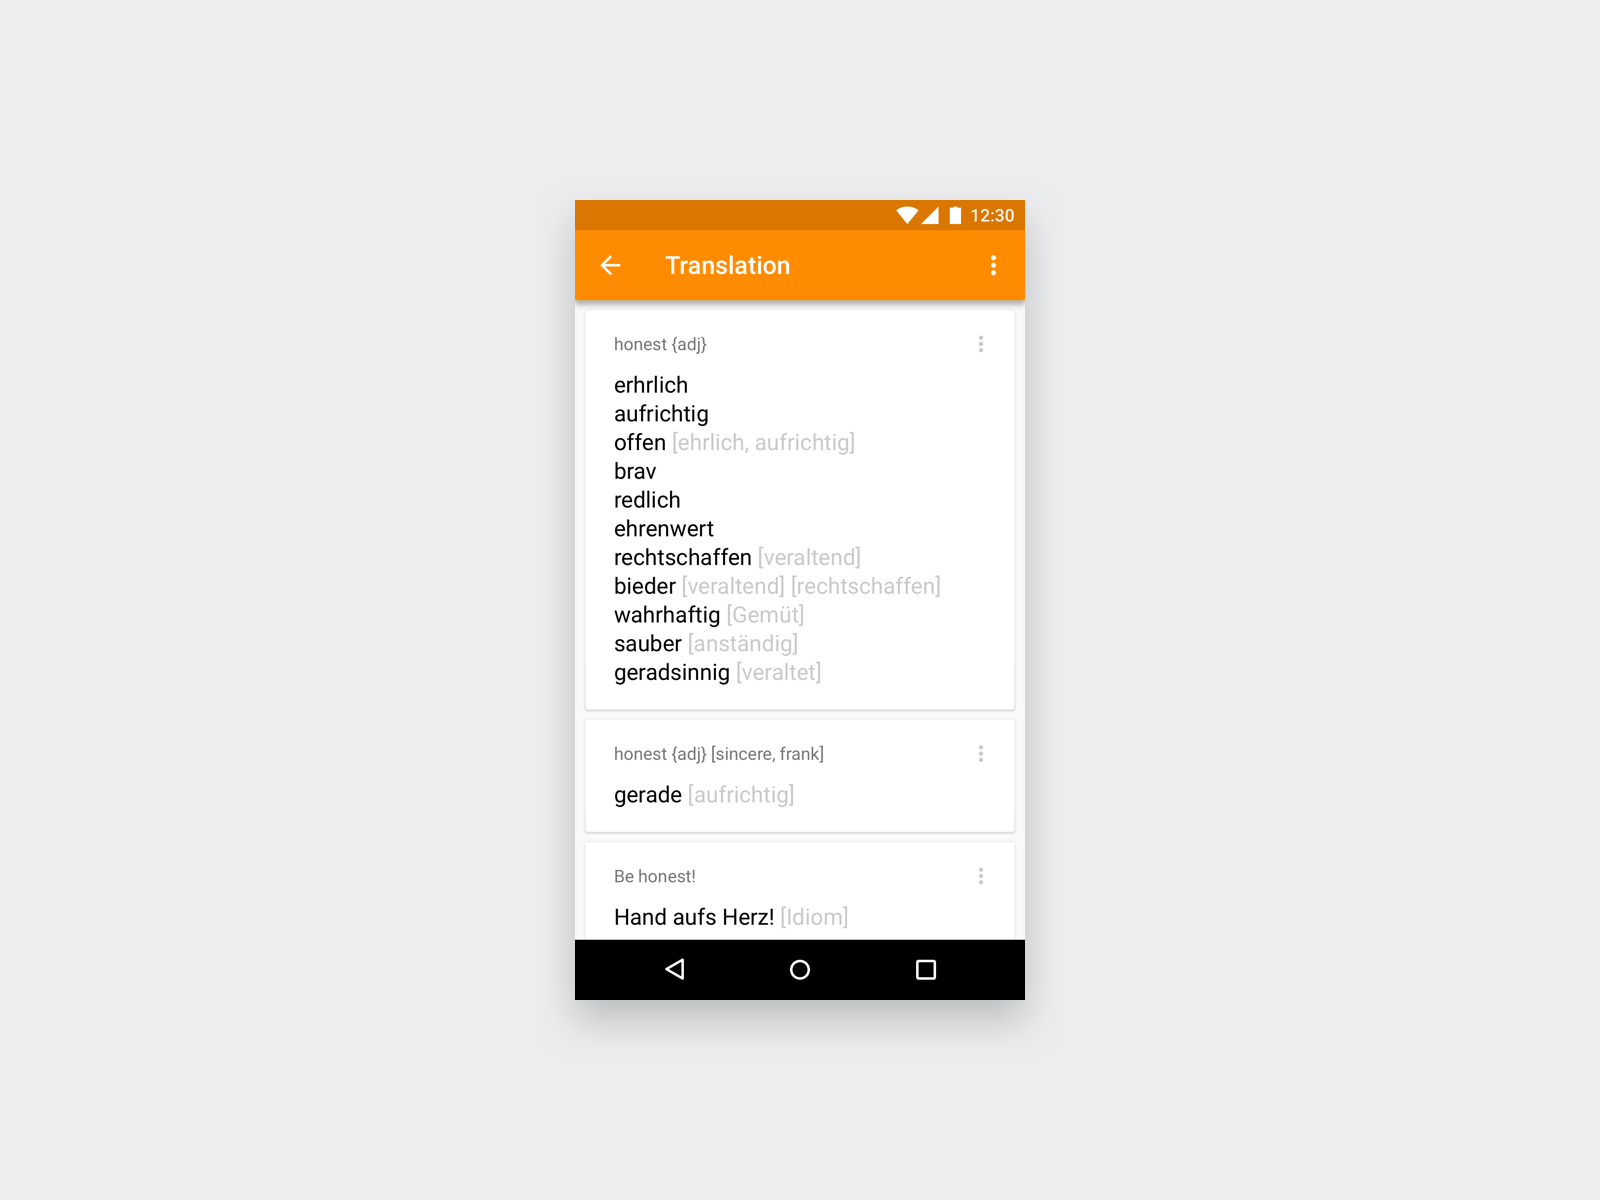 12:30
Translation
honest {adj}
erhrlich
aufrichtig
offen [ehrlich, aufrichtig]
brav
redlich
ehrenwert
rechtschaffen [veraltend]
bieder [veraltend] [rechtschaffen]
wahrhaftig [Gemüt]
sauber [anständig]
geradsinnig [veraltet]
honest {adj} [sincere, frank]
gerade [aufrichtig]
Be honest!
Hand aufs Herz! [Idiom]